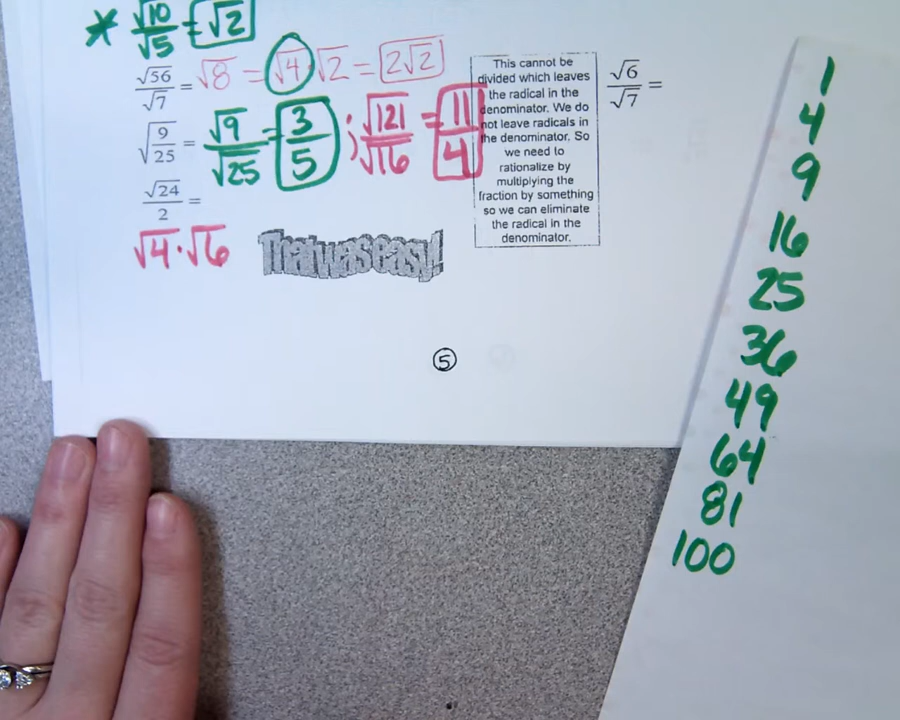 * √10/√5 = √2
√56/√7 = √8 = √4·√2 = 2√2
√(9/25) = √9/√25 = 3/5 ; √121/√16 = 11/4
√24/2 =
√4·√6
That was easy!
This cannot be
divided which leaves
the radical in the
denominator. We do
not leave radicals in
the denominator. So
we need to
rationalize by
multiplying the
fraction by something
so we can eliminate
the radical in the
denominator.
√6/√7 =
5
1
4
9
16
25
36
49
64
81
100